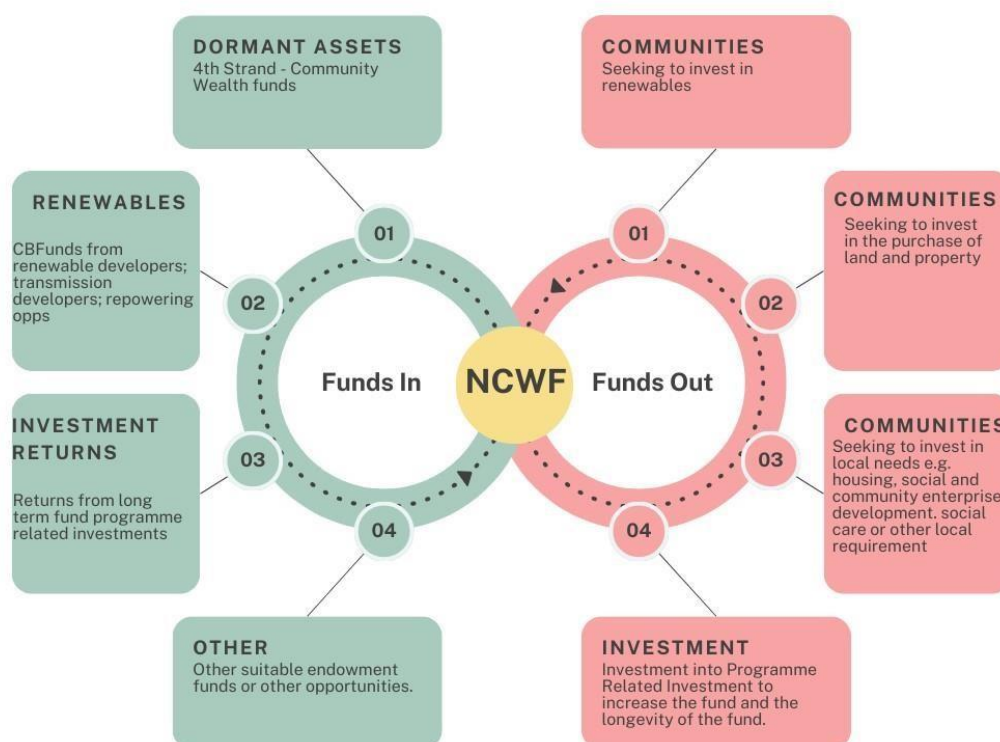 DORMANT ASSETS
4th Strand - Community
Wealth funds
COMMUNITIES
Seeking to invest in
renewables
RENEWABLES
CBFunds from
renewable developers;
transmission
developers; repowering
opps
COMMUNITIES
Seeking to invest
in the purchase of
land and property
01
01
02
02
Funds In
NCWF
Funds Out
INVESTMENT
RETURNS
Returns from long
term fund programme
related investments
03
03
COMMUNITIES
Seeking to invest in
local needs e.g.
housing, social and
community enterprise
development. social
care or other local
requirement
04
04
OTHER
Other suitable endowment
funds or other opportunities.
INVESTMENT
Investment into Programme
Related Investment to
increase the fund and the
longevity of the fund.